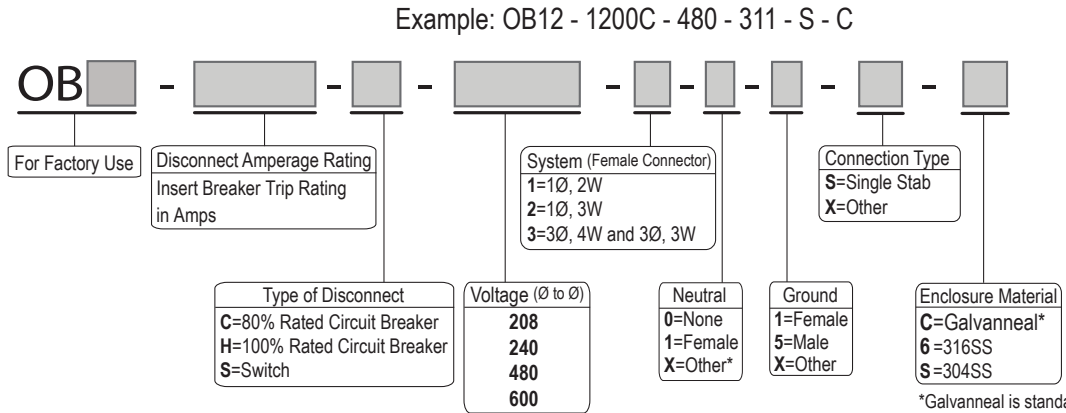 Example: OB12 - 1200C - 480 - 311 - S - C
OB - - - - - - - -
For Factory Use
Disconnect Amperage Rating
Insert Breaker Trip Rating
in Amps
System (Female Connector)
1=1Ø, 2W
2=1Ø, 3W
3=3Ø, 4W and 3Ø, 3W
Connection Type
S=Single Stab
X=Other
Type of Disconnect
C=80% Rated Circuit Breaker
H=100% Rated Circuit Breaker
S=Switch
Voltage (Ø to Ø)
208
240
480
600
Neutral
0=None
1=Female
X=Other*
Ground
1=Female
5=Male
X=Other
Enclosure Material
C=Galvanneal*
6=316SS
S=304SS
*Galvanneal is standa